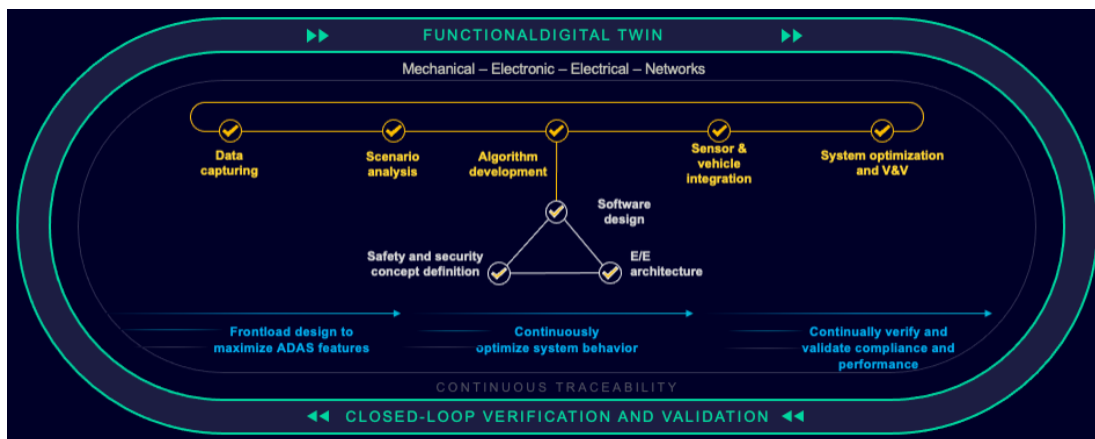 FUNCTIONALDIGITAL TWIN
Mechanical – Electronic – Electrical – Networks
Data
capturing
Scenario
analysis
Algorithm
development
Sensor &
vehicle
integration
System optimization
and V&V
Software
design
Safety and security
concept definition
E/E
architecture
Frontload design to
maximize ADAS features
Continuously
optimize system behavior
Continually verify and
validate compliance and
performance
CONTINUOUS TRACEABILITY
CLOSED-LOOP VERIFICATION AND VALIDATION